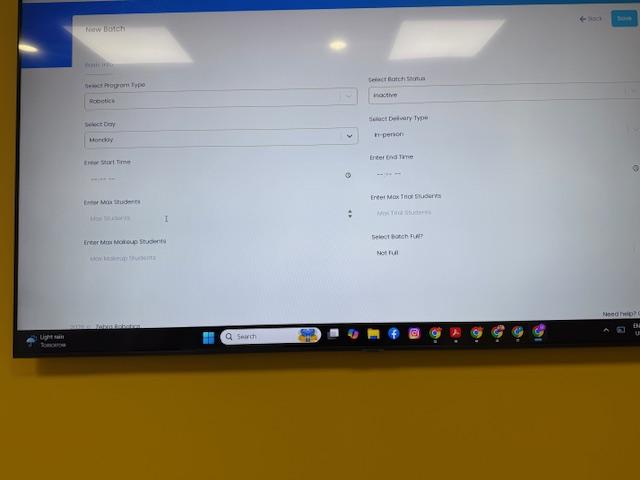 New Batch
Back
Save
Basic Info
Select Program Type
Select Batch Status
Robotics
Inactive
Select Day
Select Delivery Type
Monday
In-person
Enter Start Time
Enter End Time
--:-- --
--:-- --
Enter Max Students
Enter Max Trial Students
Max Students
Max Trial Students
Enter Max Makeup Students
Select Batch Full?
Max Makeup Students
Not Full
Zebra Robotics
Need help?
Light rain
Tomorrow
Search